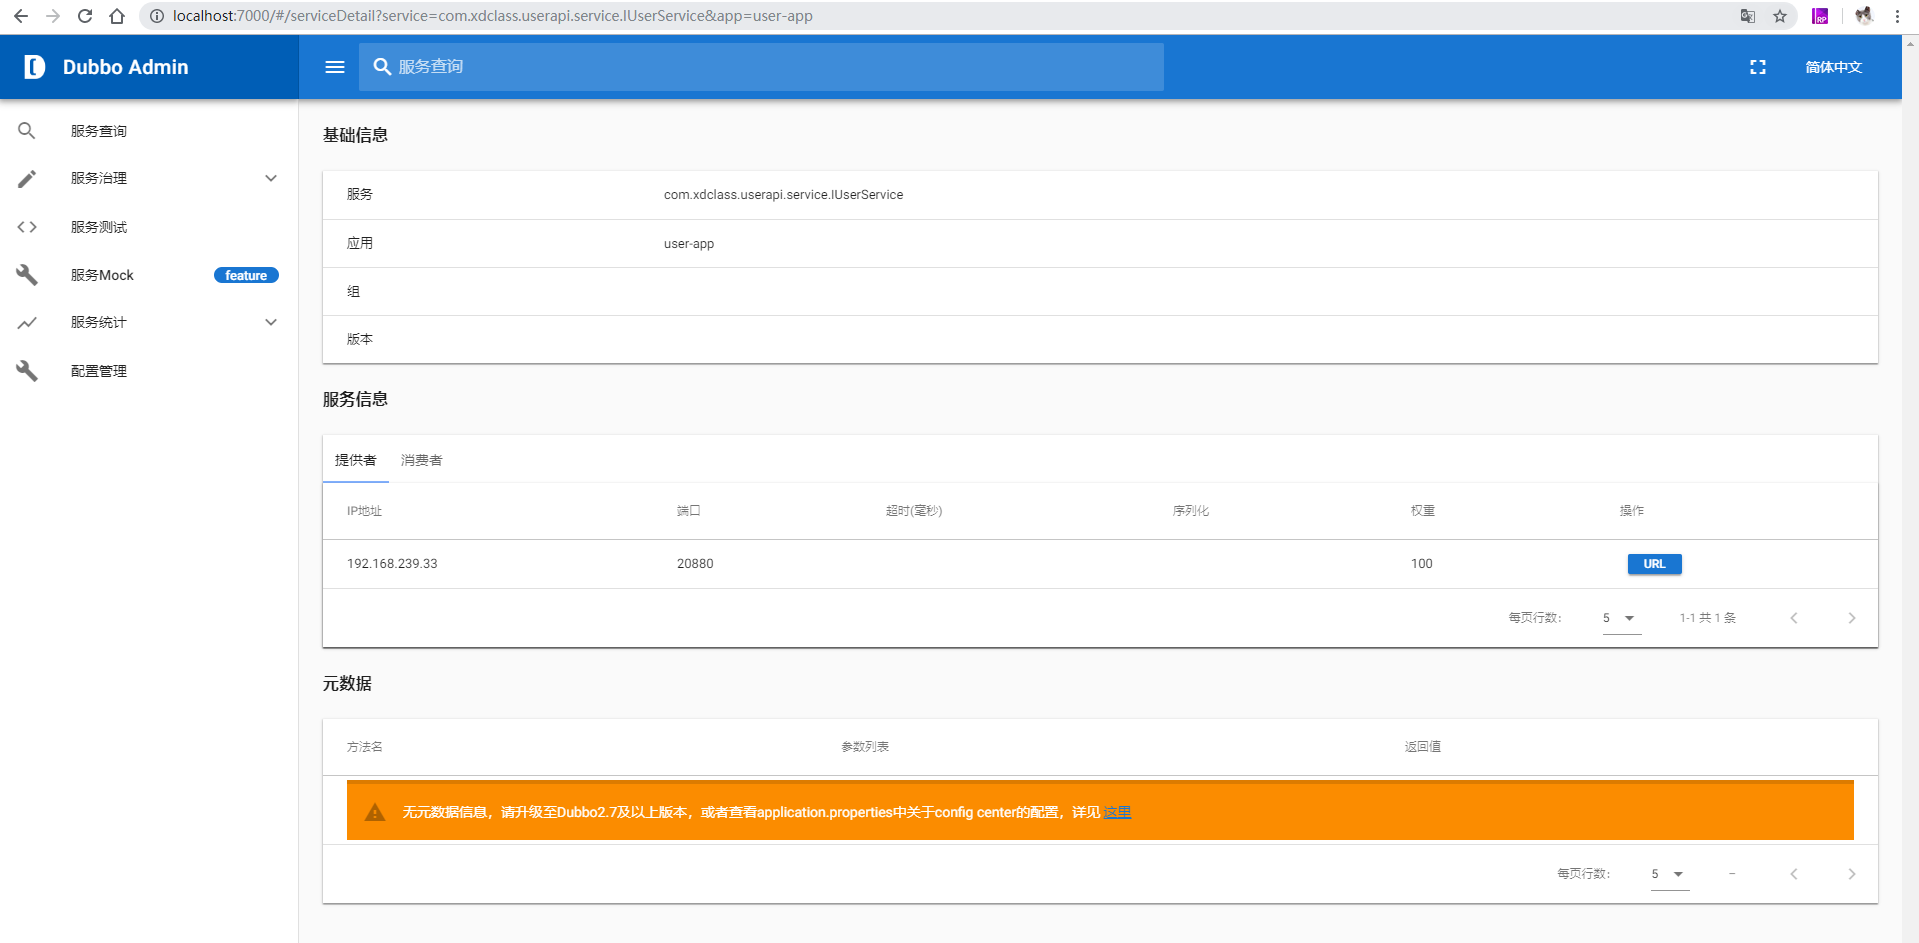 localhost:7000/#/serviceDetail?service=com.xdclass.userapi.service.IUserService&app=user-app
RP
Dubbo Admin
服务查询
简体中文
服务查询
服务治理
服务测试
服务Mock feature
服务统计
配置管理
基础信息
服务 com.xdclass.userapi.service.IUserService
应用 user-app
组
版本
服务信息
提供者 消费者
IP地址 端口 超时(毫秒) 序列化 权重 操作
192.168.239.33 20880 100 URL
每页行数: 5 1-1 共 1 条
元数据
方法名 参数列表 返回值
无元数据信息，请升级至Dubbo2.7及以上版本，或者查看application.properties中关于config center的配置，详见 这里
每页行数: 5 –